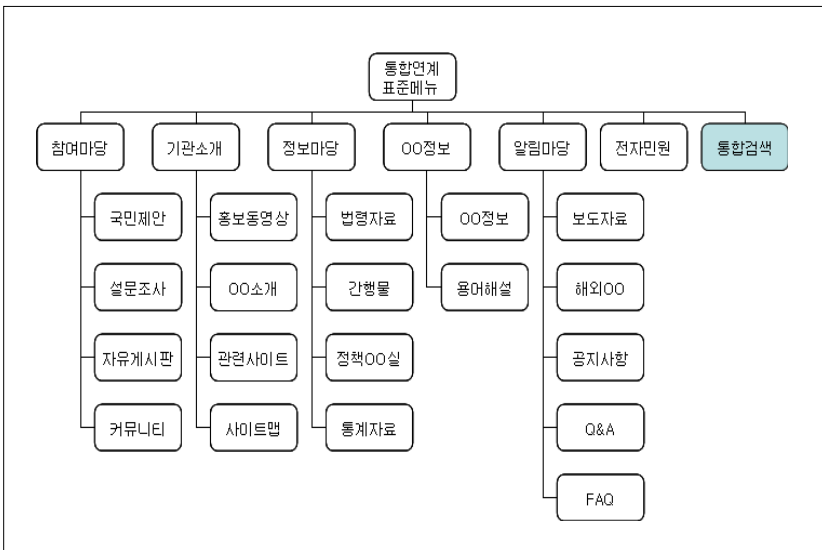 통합연계
표준메뉴
참여마당
기관소개
정보마당
OO정보
알림마당
전자민원
통합검색
국민제안
홍보동영상
법령자료
OO정보
보도자료
설문조사
OO소개
간행물
용어해설
해외OO
자유게시판
관련사이트
정책OO실
공지사항
커뮤니티
사이트맵
통계자료
Q&A
FAQ